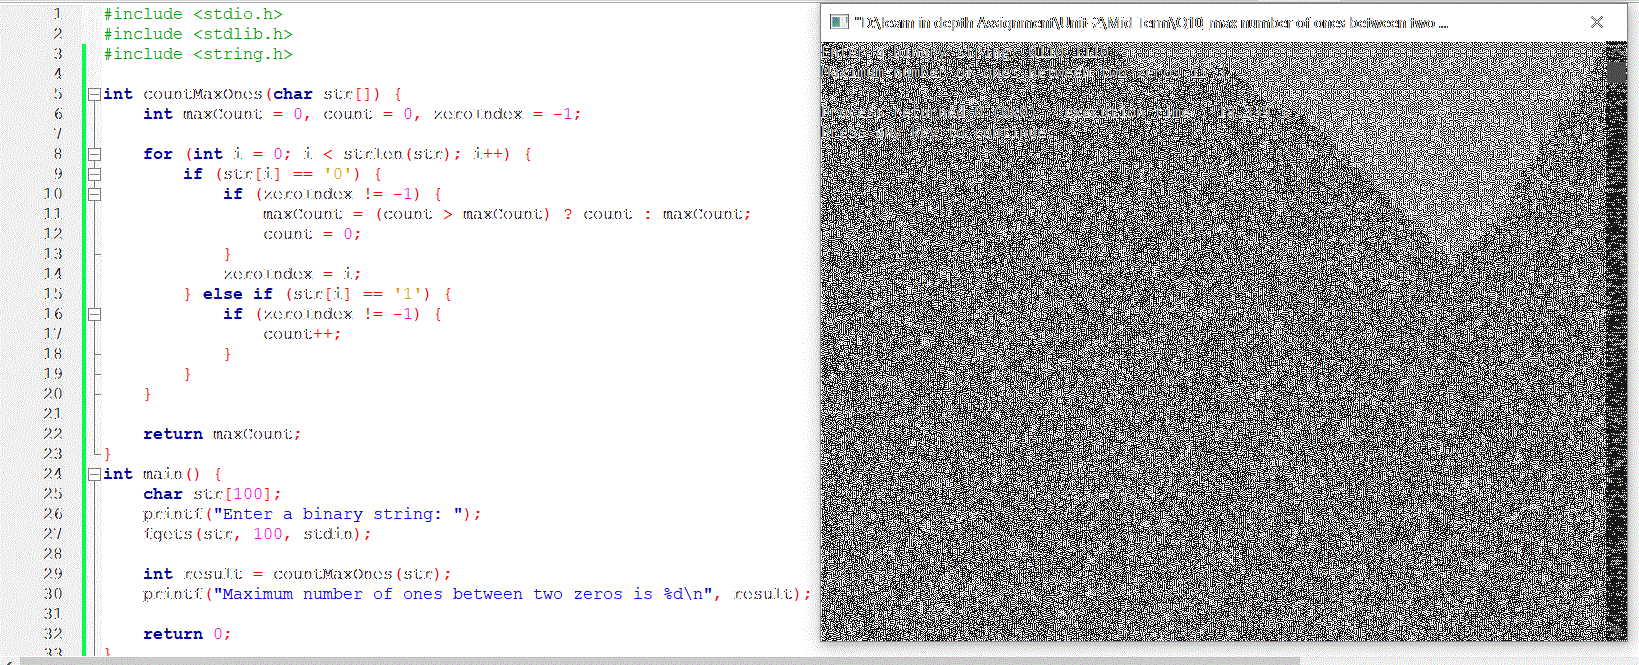 1 #include <stdio.h>
2 #include <stdlib.h>
3 #include <string.h>
4
5 int countMaxOnes(char str[]) {
6 int maxCount = 0, count = 0, zeroIndex = -1;
7
8 for (int i = 0; i < strlen(str); i++) {
9 if (str[i] == '0') {
10 if (zeroIndex != -1) {
11 maxCount = (count > maxCount) ? count : maxCount;
12 count = 0;
13 }
14 zeroIndex = i;
15 } else if (str[i] == '1') {
16 if (zeroIndex != -1) {
17 count++;
18 }
19 }
20 }
21
22 return maxCount;
23 }
24 int main() {
25 char str[100];
26 printf("Enter a binary string: ");
27 fgets(str, 100, stdin);
28
29 int result = countMaxOnes(str);
30 printf("Maximum number of ones between two zeros is %d\n", result);
31
32 return 0;
33 }
"D:\learn in depth Assignment\Unit 2\Mid Term\Q10_max number of ones between two ...